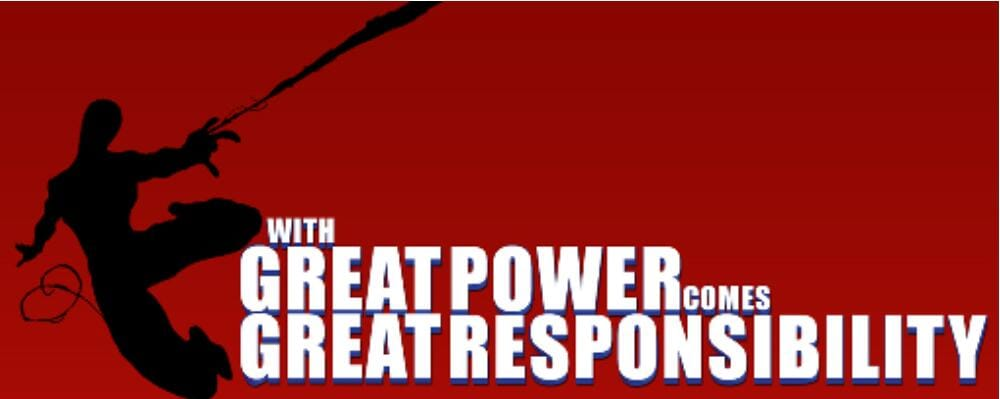 WITH
GREAT POWER COMES
GREAT RESPONSIBILITY